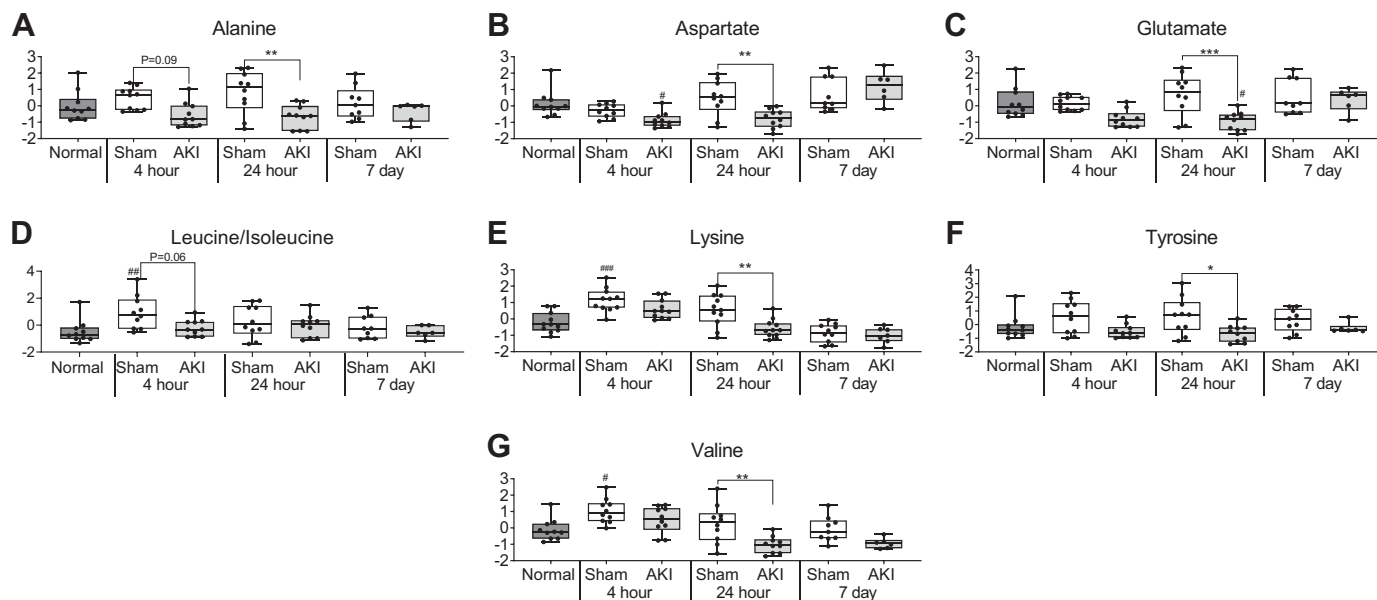 A Alanine
3
2
1
0
-1
-2
P=0.09
**
Normal Sham AKI Sham AKI Sham AKI
4 hour 24 hour 7 day
B Aspartate
3
2
1
0
-1
-2
#
**
Normal Sham AKI Sham AKI Sham AKI
4 hour 24 hour 7 day
C Glutamate
3
2
1
0
-1
-2
***
#
Normal Sham AKI Sham AKI Sham AKI
4 hour 24 hour 7 day
D Leucine/Isoleucine
4
2
0
-2
##
P=0.06
Normal Sham AKI Sham AKI Sham AKI
4 hour 24 hour 7 day
E Lysine
3
2
1
0
-1
-2
###
**
Normal Sham AKI Sham AKI Sham AKI
4 hour 24 hour 7 day
F Tyrosine
4
3
2
1
0
-1
-2
*
Normal Sham AKI Sham AKI Sham AKI
4 hour 24 hour 7 day
G Valine
3
2
1
0
-1
-2
#
**
Normal Sham AKI Sham AKI Sham AKI
4 hour 24 hour 7 day